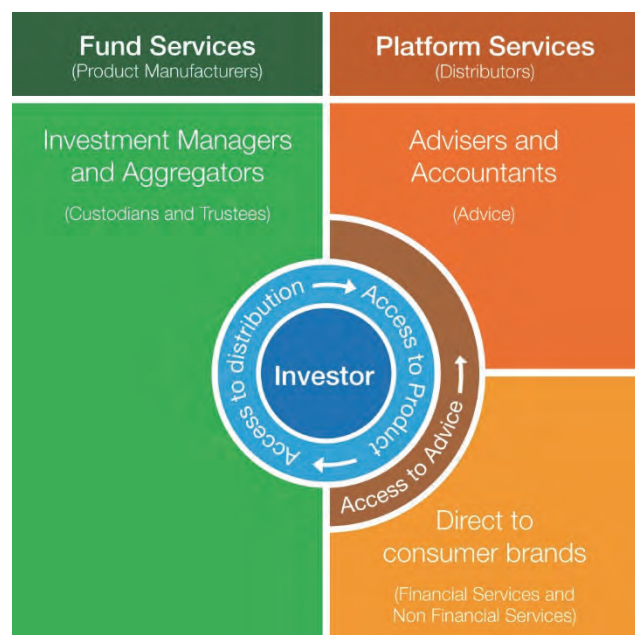 Fund Services
(Product Manufacturers)
Platform Services
(Distributors)
Investment Managers
and Aggregators
(Custodians and Trustees)
Advisers and
Accountants
(Advice)
Access to distribution
Access to Product
Investor
Access to Advice
Direct to
consumer brands
(Financial Services and
Non Financial Services)